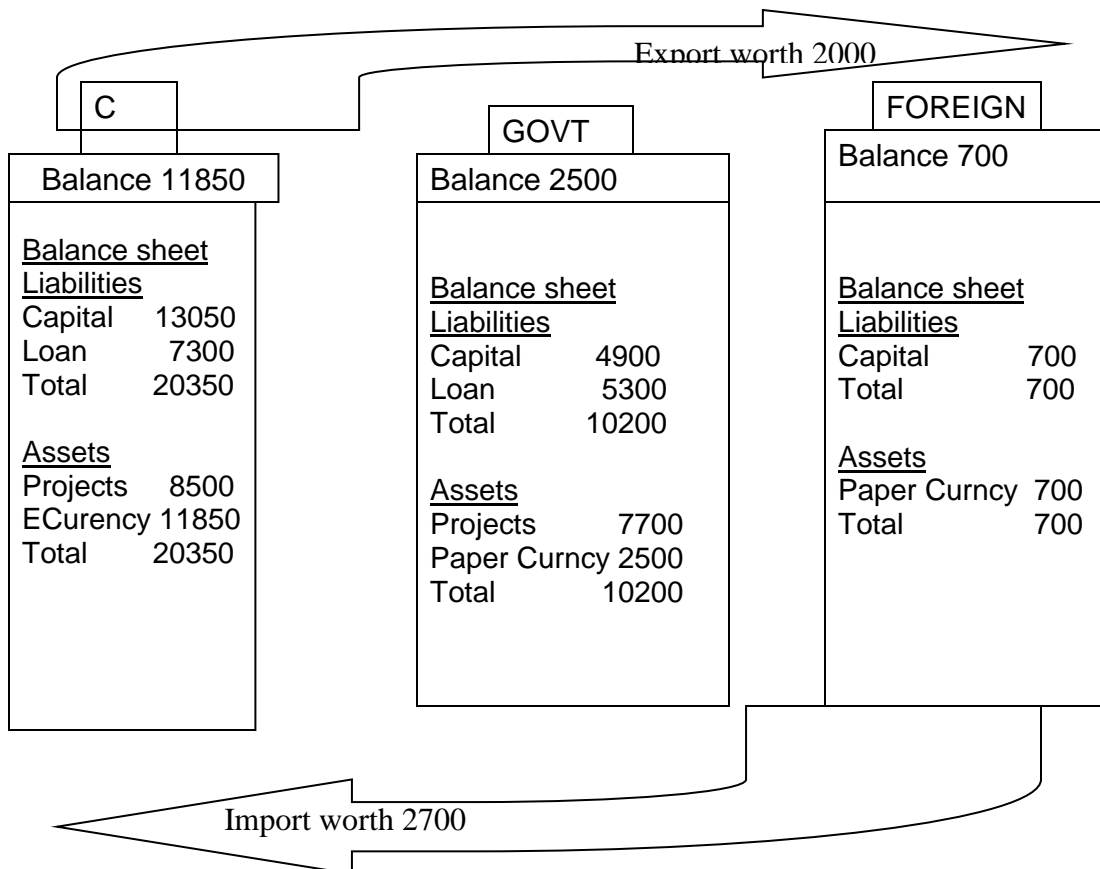 Export worth 2000
C
Balance 11850
Balance sheet
Liabilities
Capital 13050
Loan 7300
Total 20350
Assets
Projects 8500
ECurency 11850
Total 20350
GOVT
Balance 2500
Balance sheet
Liabilities
Capital 4900
Loan 5300
Total 10200
Assets
Projects 7700
Paper Curncy 2500
Total 10200
FOREIGN
Balance 700
Balance sheet
Liabilities
Capital 700
Total 700
Assets
Paper Curncy 700
Total 700
Import worth 2700